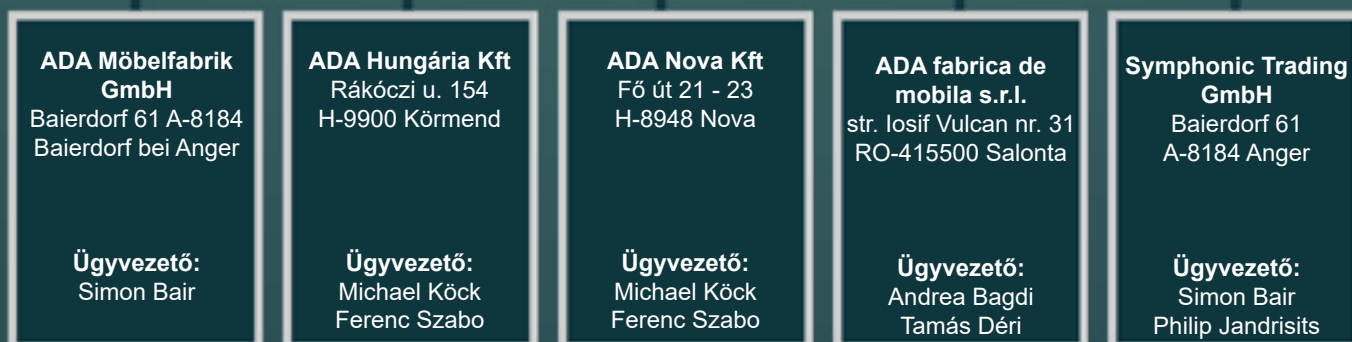 ADA Möbelfabrik
GmbH
Baierdorf 61 A-8184
Baierdorf bei Anger
Ügyvezető:
Simon Bair
ADA Hungária Kft
Rákóczi u. 154
H-9900 Körmend
Ügyvezető:
Michael Köck
Ferenc Szabo
ADA Nova Kft
Fő út 21 - 23
H-8948 Nova
Ügyvezető:
Michael Köck
Ferenc Szabo
ADA fabrica de
mobila s.r.l.
str. Iosif Vulcan nr. 31
RO-415500 Salonta
Ügyvezető:
Andrea Bagdi
Tamás Déri
Symphonic Trading
GmbH
Baierdorf 61
A-8184 Anger
Ügyvezető:
Simon Bair
Philip Jandrisits